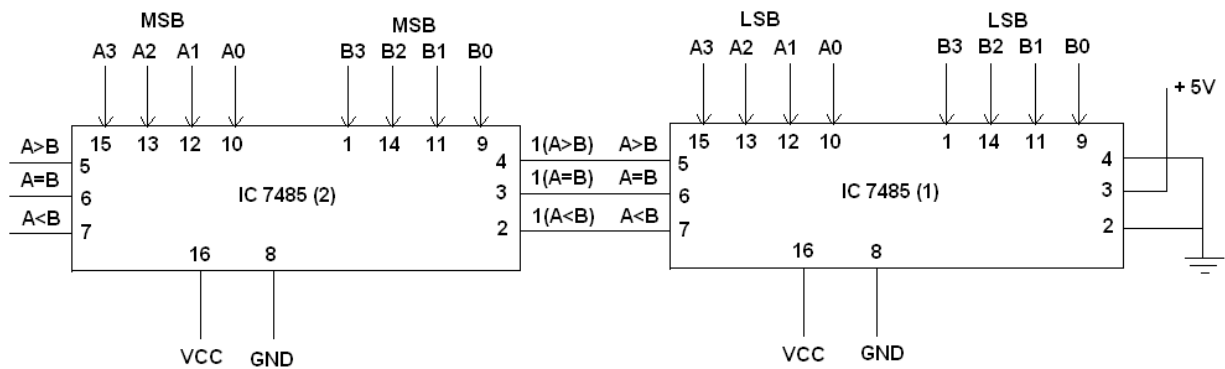 MSB MSB LSB LSB
A3 A2 A1 A0 B3 B2 B1 B0 A3 A2 A1 A0 B3 B2 B1 B0
+ 5V
15 13 12 10 1 14 11 9 15 13 12 10 1 14 11 9
A>B 5 4 1(A>B) A>B 5 4
A=B 6 IC 7485 (2) 3 1(A=B) A=B 6 IC 7485 (1) 3
A<B 7 2 1(A<B) A<B 7 2
16 8 16 8
VCC GND VCC GND